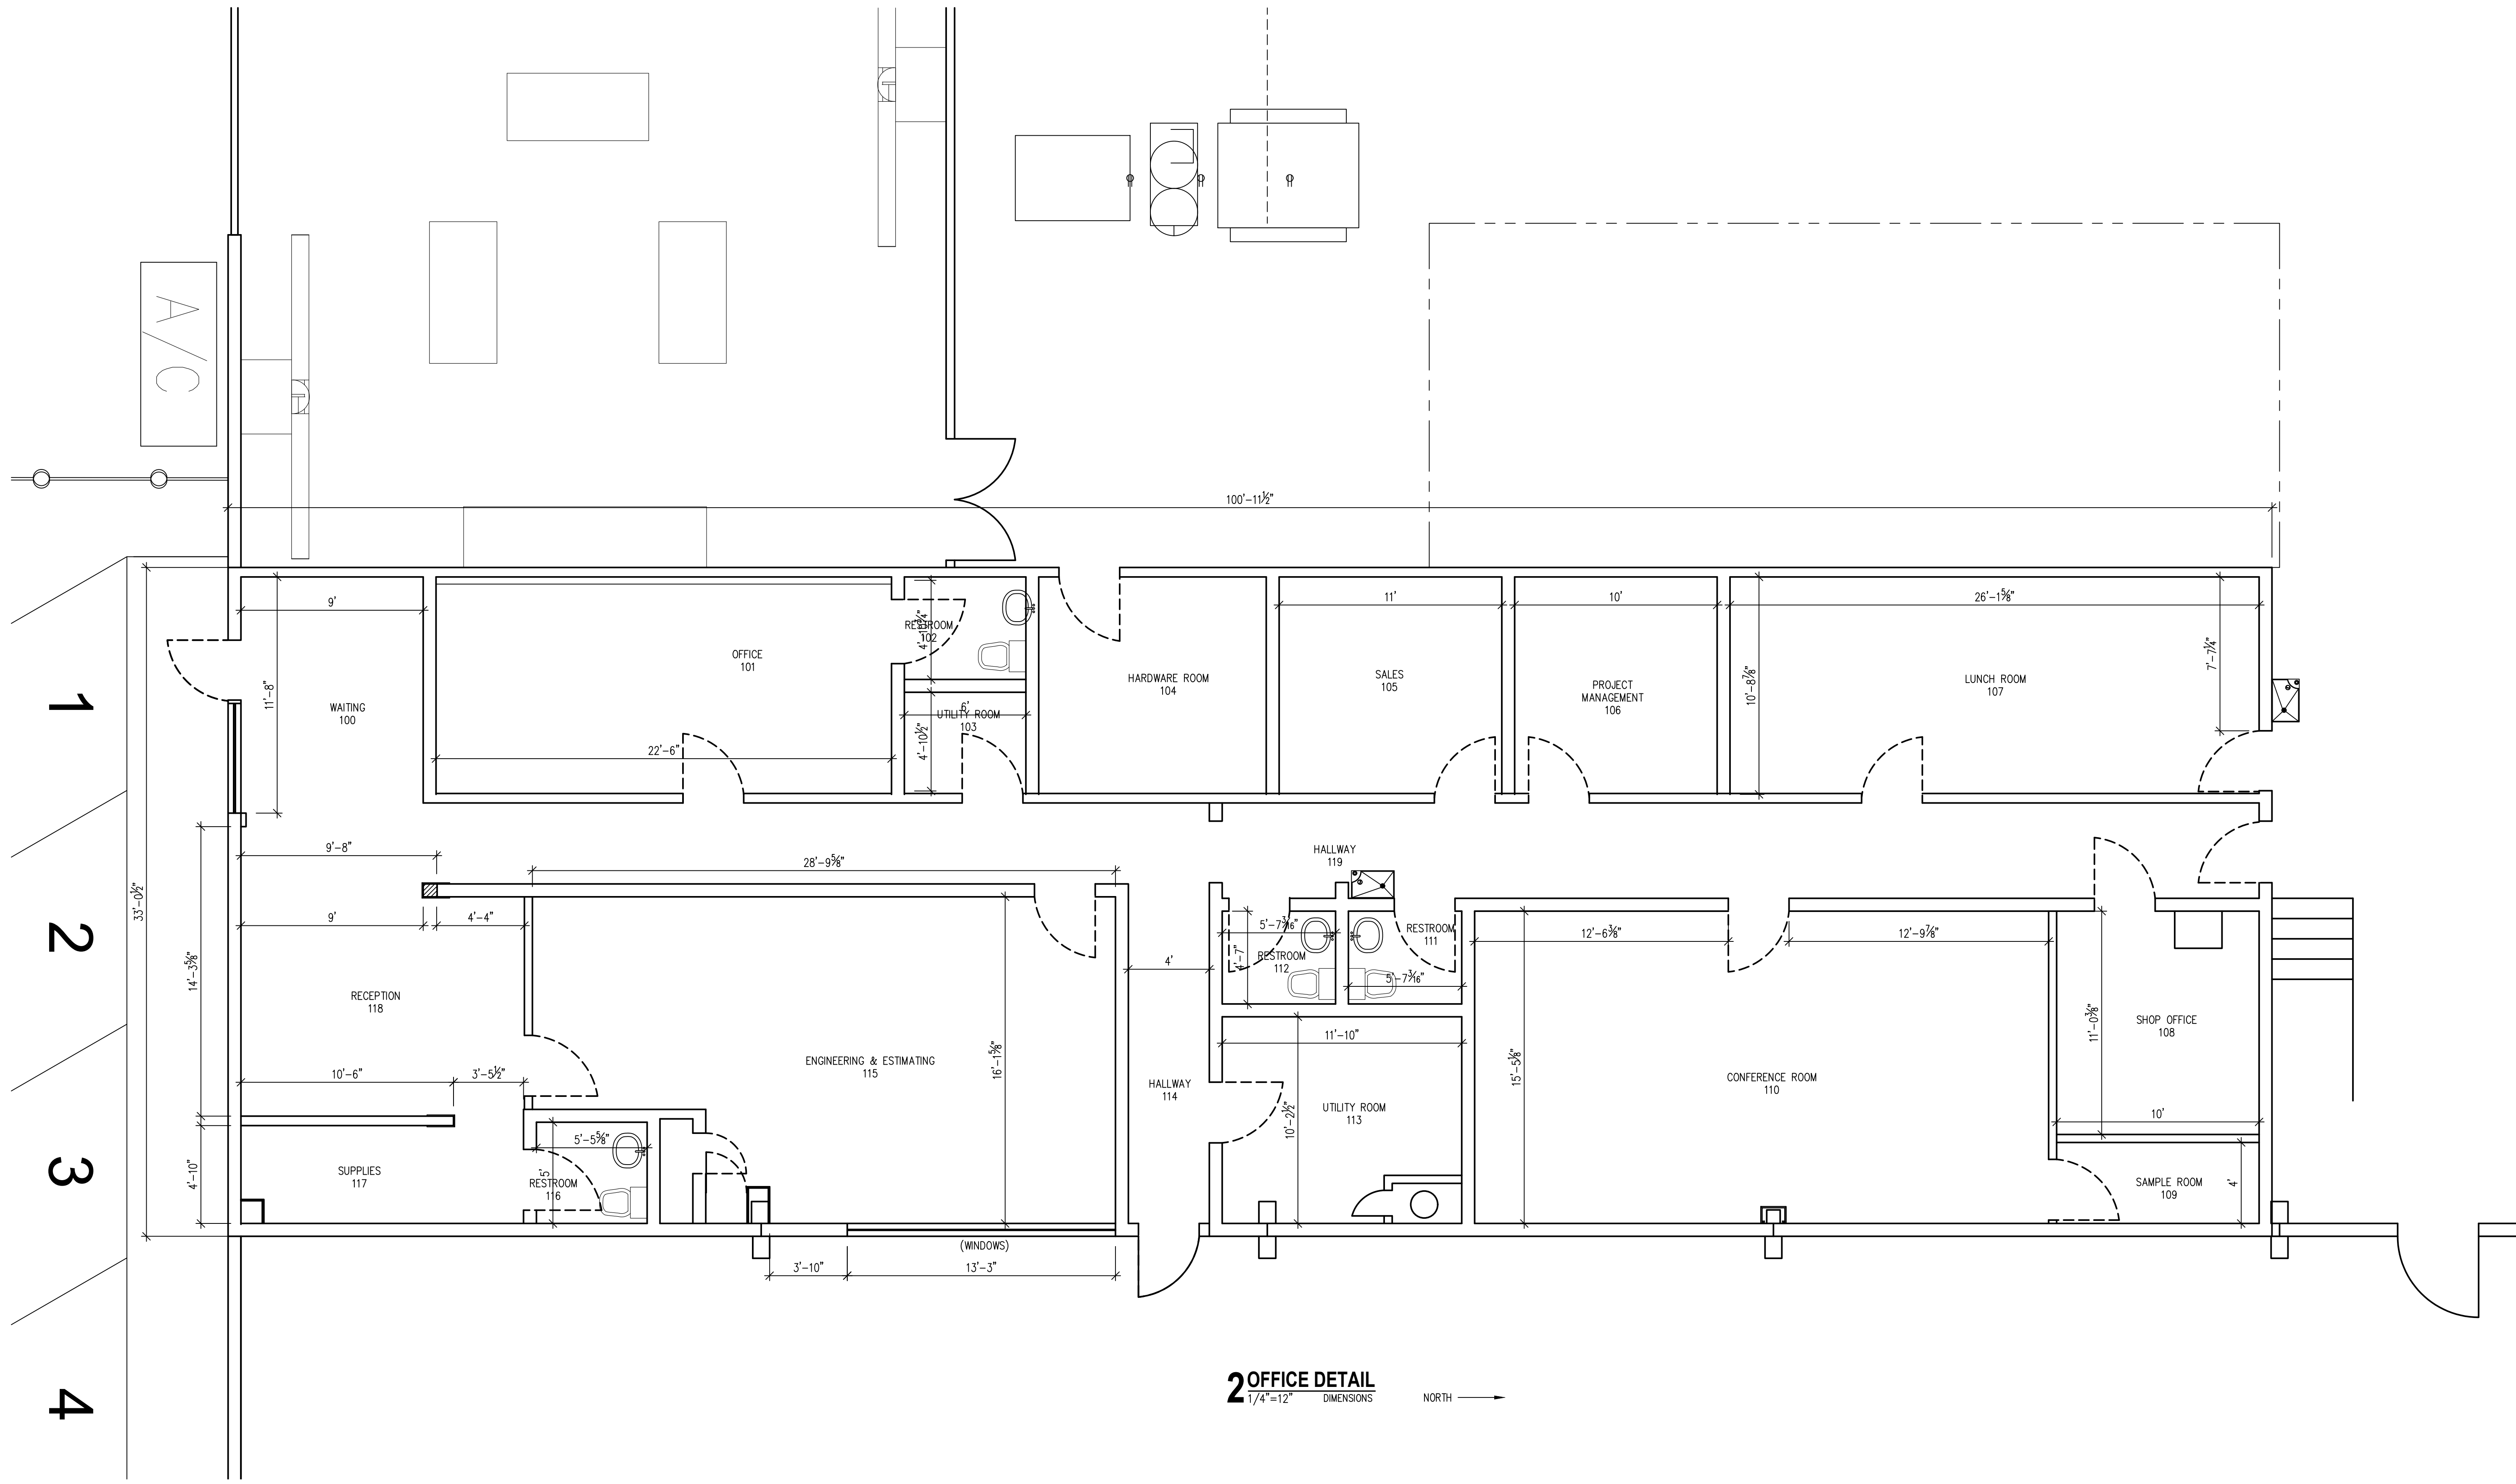 A/C
100'-11½"
9'
11'
10'
26'-1⅝"
4'-10¾"
RESTROOM
102
7'-7¼"
OFFICE
101
HARDWARE ROOM
104
SALES
105
PROJECT
MANAGEMENT
106
LUNCH ROOM
107
10'-8⅞"
11'-8"
WAITING
100
6'
UTILITY ROOM
103
4'-10½"
22'-6"
1
9'-8"
28'-9⅝"
HALLWAY
119
33'-0½"
9'
4'-4"
5'-7³⁄₁₆"
RESTROOM
111
12'-6⅜"
12'-9⅞"
2
4'-7"
RESTROOM
112
4'
5'-7³⁄₁₆"
14'-3⅝"
RECEPTION
118
SHOP OFFICE
108
11'-0⅜"
11'-10"
16'-1⅝"
ENGINEERING & ESTIMATING
115
15'-5⅝"
10'-6"
3'-5½"
HALLWAY
114
CONFERENCE ROOM
110
UTILITY ROOM
113
10'-2½"
10'
5'-5⅝"
3
4'-10"
SUPPLIES
117
5'
RESTROOM
116
SAMPLE ROOM
109
4'
(WINDOWS)
3'-10"
13'-3"
4
2 OFFICE DETAIL
1/4"=12" DIMENSIONS
NORTH